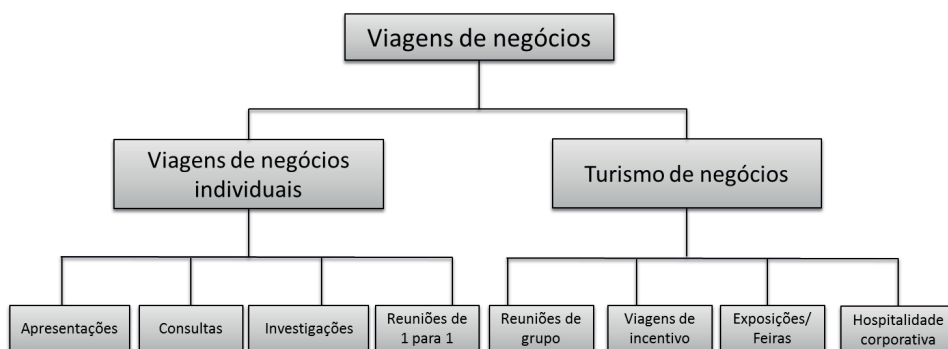 Viagens de negócios
Viagens de negócios
individuais
Turismo de negócios
Apresentações
Consultas
Investigações
Reuniões de
1 para 1
Reuniões de
grupo
Viagens de
incentivo
Exposições/
Feiras
Hospitalidade
corporativa